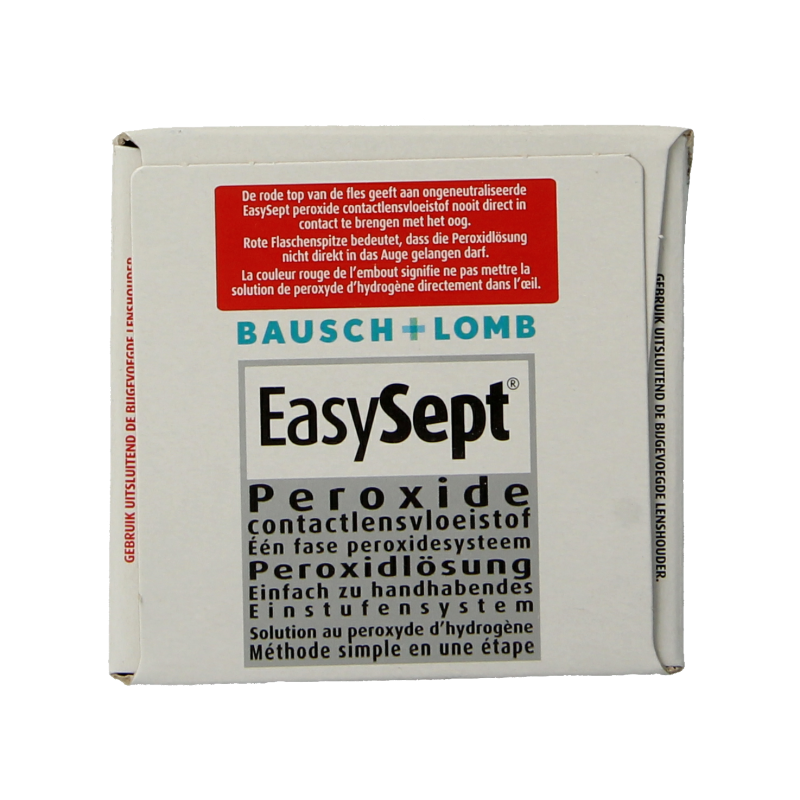 De rode top van de fles geeft aan ongeneutraliseerde
EasySept peroxide contactlensvloeistof nooit direct in
contact te brengen met het oog.
Rote Flaschenspitze bedeutet, dass die Peroxidlösung
nicht direkt in das Auge gelangen darf.
La couleur rouge de l'embout signifie ne pas mettre la
solution de peroxyde d'hydrogène directement dans l'œil.
BAUSCH + LOMB
EasySept®
Peroxide
contactlensvloeistof
Één fase peroxidesysteem
Peroxidlösung
Einfach zu handhabendes
Einstufensystem
Solution au peroxyde d'hydrogène
Méthode simple en une étape
GEBRUIK UITSLUITEND DE BIJGEVOEGDE LENSHOUDER
GEBRUIK UITSLUITEND DE BIJGEVOEGDE LENSHOUDER.